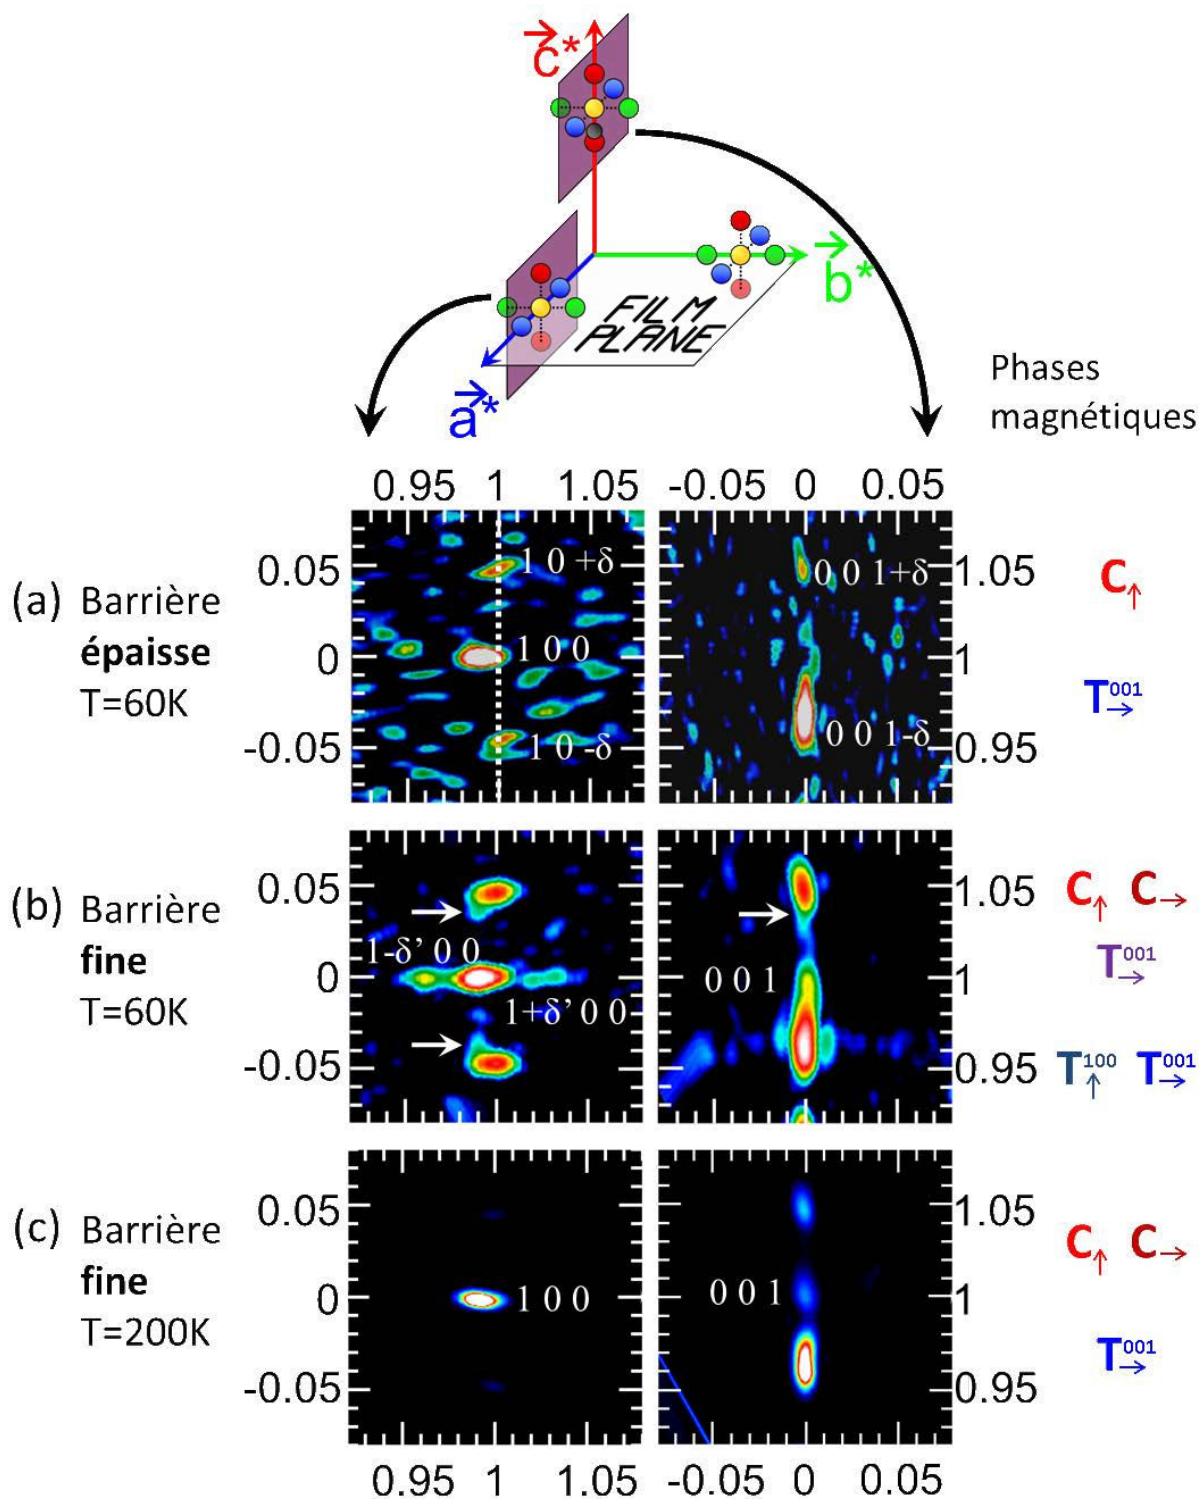 c*
b*
a*
FILM
PLANE
Phases
magnétiques
0.95 1 1.05
-0.05 0 0.05
(a) Barrière
épaisse
T=60K
0.05
0
-0.05
1 0 +δ
1 0 0
1 0 -δ
0 0 1+δ
0 0 1-δ
1.05
1
0.95
C↑
T→001
(b) Barrière
fine
T=60K
0.05
0
-0.05
1-δ' 0 0
1+δ' 0 0
0 0 1
1.05
1
0.95
C↑ C→
T→001
T↑100 T→001
(c) Barrière
fine
T=200K
0.05
0
-0.05
1 0 0
0 0 1
1.05
1
0.95
C↑ C→
T→001
0.95 1 1.05
-0.05 0 0.05